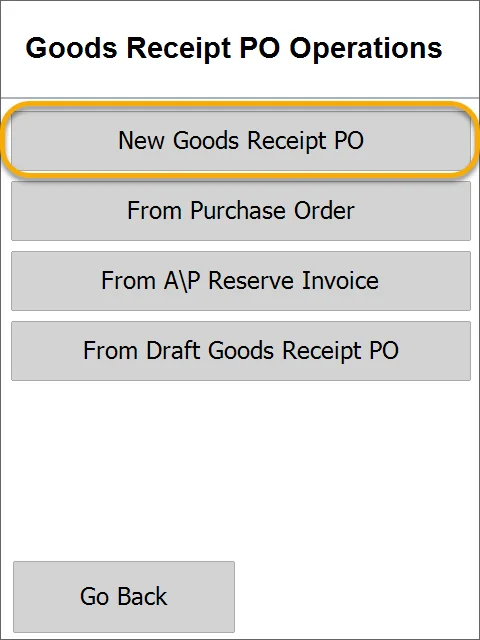 Goods Receipt PO Operations
New Goods Receipt PO
From Purchase Order
From A\P Reserve Invoice
From Draft Goods Receipt PO
Go Back